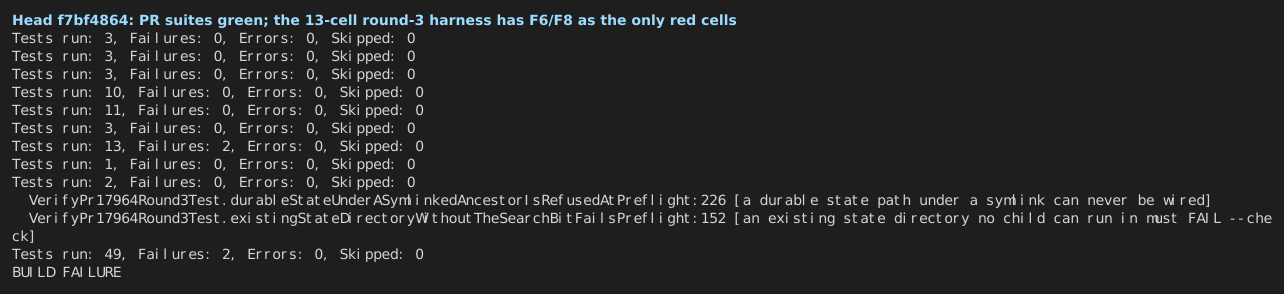 Head f7bf4864: PR suites green; the 13-cell round-3 harness has F6/F8 as the only red cells
Tests run: 3, Failures: 0, Errors: 0, Skipped: 0
Tests run: 3, Failures: 0, Errors: 0, Skipped: 0
Tests run: 3, Failures: 0, Errors: 0, Skipped: 0
Tests run: 10, Failures: 0, Errors: 0, Skipped: 0
Tests run: 11, Failures: 0, Errors: 0, Skipped: 0
Tests run: 3, Failures: 0, Errors: 0, Skipped: 0
Tests run: 13, Failures: 2, Errors: 0, Skipped: 0
Tests run: 1, Failures: 0, Errors: 0, Skipped: 0
Tests run: 2, Failures: 0, Errors: 0, Skipped: 0
VerifyPr17964Round3Test.durableStateUnderASymlinkedAncestorIsRefusedAtPreflight:226 [a durable state path under a symlink can never be wired]
VerifyPr17964Round3Test.existingStateDirectoryWithoutTheSearchBitFailsPreflight:152 [an existing state directory no child can run in must FAIL --che
ck]
Tests run: 49, Failures: 2, Errors: 0, Skipped: 0
BUILD FAILURE